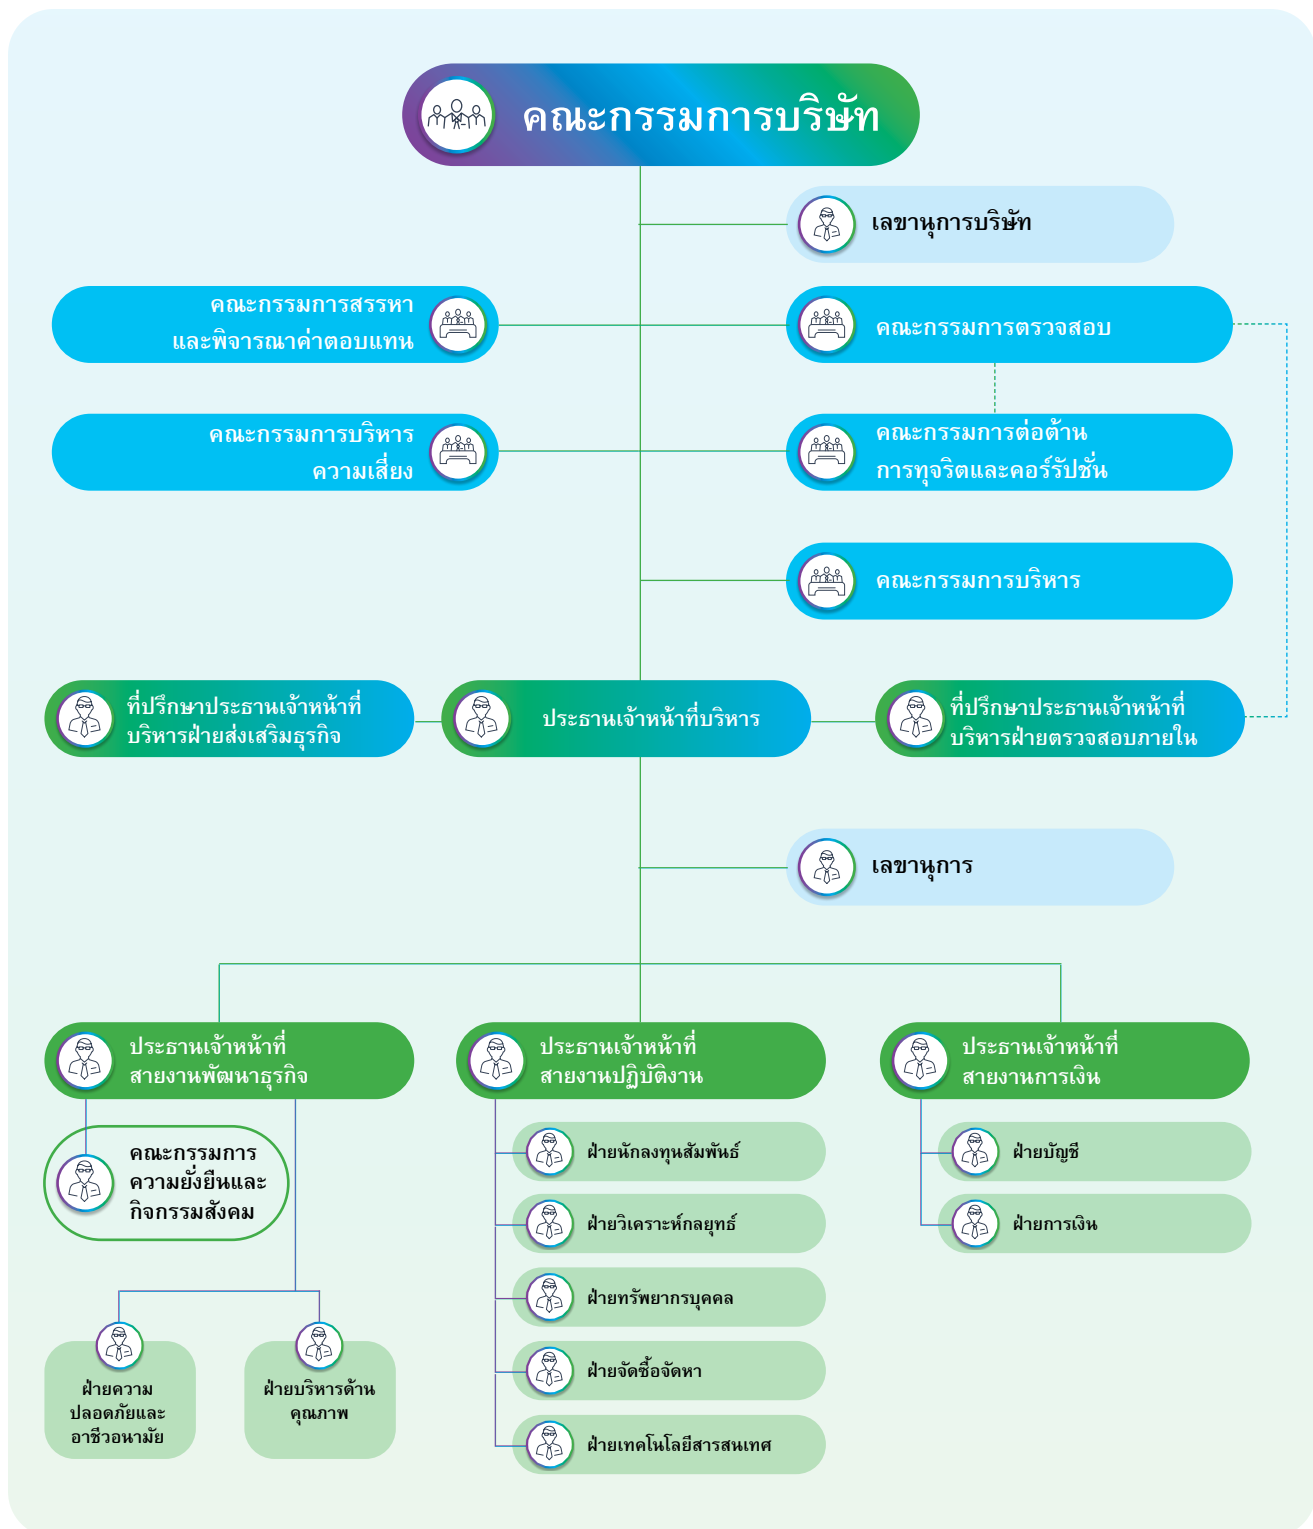 คณะกรรมการบริษัท
เลขานุการบริษัท
คณะกรรมการสรรหา
และพิจารณาค่าตอบแทน
คณะกรรมการตรวจสอบ
คณะกรรมการบริหาร
ความเสี่ยง
คณะกรรมการต่อต้าน
การทุจริตและคอร์รัปชั่น
คณะกรรมการบริหาร
ที่ปรึกษาประธานเจ้าหน้าที่
บริหารฝ่ายส่งเสริมธุรกิจ
ประธานเจ้าหน้าที่บริหาร
ที่ปรึกษาประธานเจ้าหน้าที่
บริหารฝ่ายตรวจสอบภายใน
เลขานุการ
ประธานเจ้าหน้าที่
สายงานพัฒนาธุรกิจ
ประธานเจ้าหน้าที่
สายงานปฏิบัติงาน
ประธานเจ้าหน้าที่
สายงานการเงิน
คณะกรรมการ
ความยั่งยืนและ
กิจกรรมสังคม
ฝ่ายความ
ปลอดภัยและ
อาชีวอนามัย
ฝ่ายบริหารด้าน
คุณภาพ
ฝ่ายนักลงทุนสัมพันธ์
ฝ่ายวิเคราะห์กลยุทธ์
ฝ่ายทรัพยากรบุคคล
ฝ่ายจัดซื้อจัดหา
ฝ่ายเทคโนโลยีสารสนเทศ
ฝ่ายบัญชี
ฝ่ายการเงิน